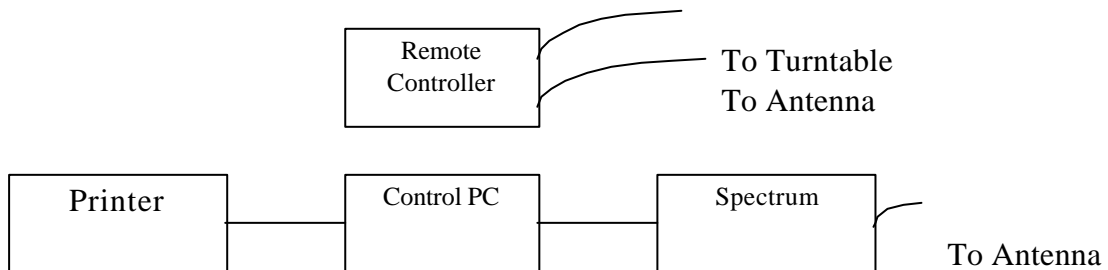 Remote
Controller
To Turntable
To Antenna
Printer
Control PC
Spectrum
To Antenna